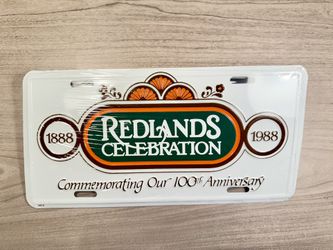 1888
REDLANDS
CELEBRATION
1988
Commemorating Our 100th Anniversary